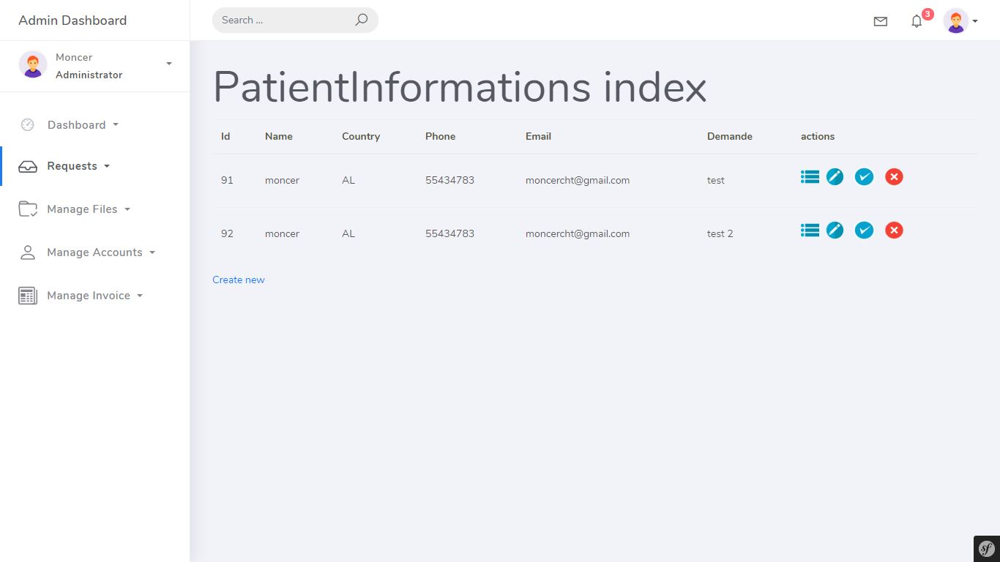 Admin Dashboard
Search ...
3
Moncer
Administrator
Dashboard
Requests
Manage Files
Manage Accounts
Manage Invoice
PatientInformations index
Id Name Country Phone Email Demande actions
91 moncer AL 55434783 moncercht@gmail.com test
92 moncer AL 55434783 moncercht@gmail.com test 2
Create new
sf